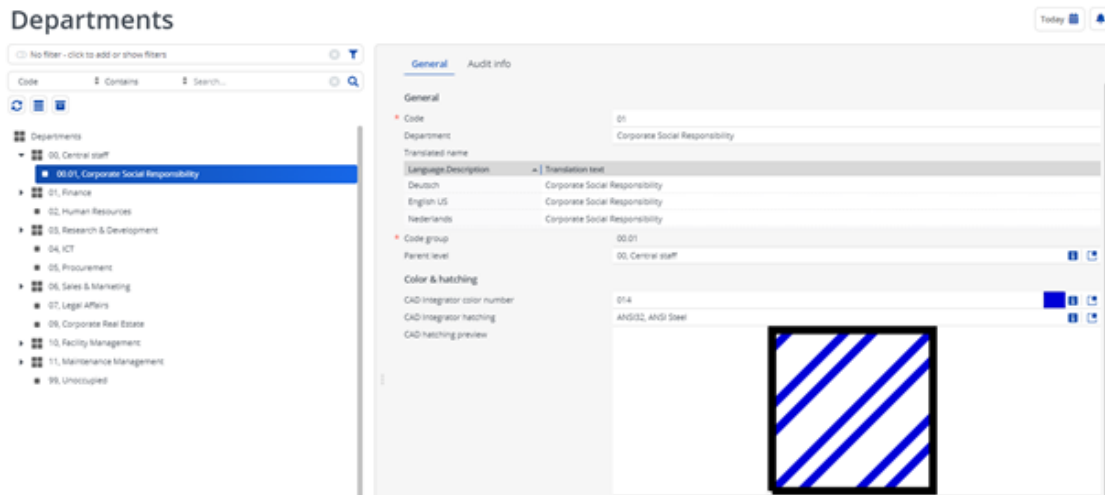 Departments
Today
No filter - click to add or show filters
Code Contains Search...
Departments
00, Central staff
00.01, Corporate Social Responsibility
01, Finance
02, Human Resources
03, Research & Development
04, ICT
05, Procurement
06, Sales & Marketing
07, Legal Affairs
09, Corporate Real Estate
10, Facility Management
11, Maintenance Management
99, Unoccupied
General Audit info
General
* Code 01
Department Corporate Social Responsibility
Translated name
Language.Description Translation text
Deutsch Corporate Social Responsibility
English US Corporate Social Responsibility
Nederlands Corporate Social Responsibility
* Code group 00.01
Parent level 00, Central staff
Color & hatching
CAD Integrator color number 014
CAD Integrator hatching ANSI32, ANSI Steel
CAD hatching preview